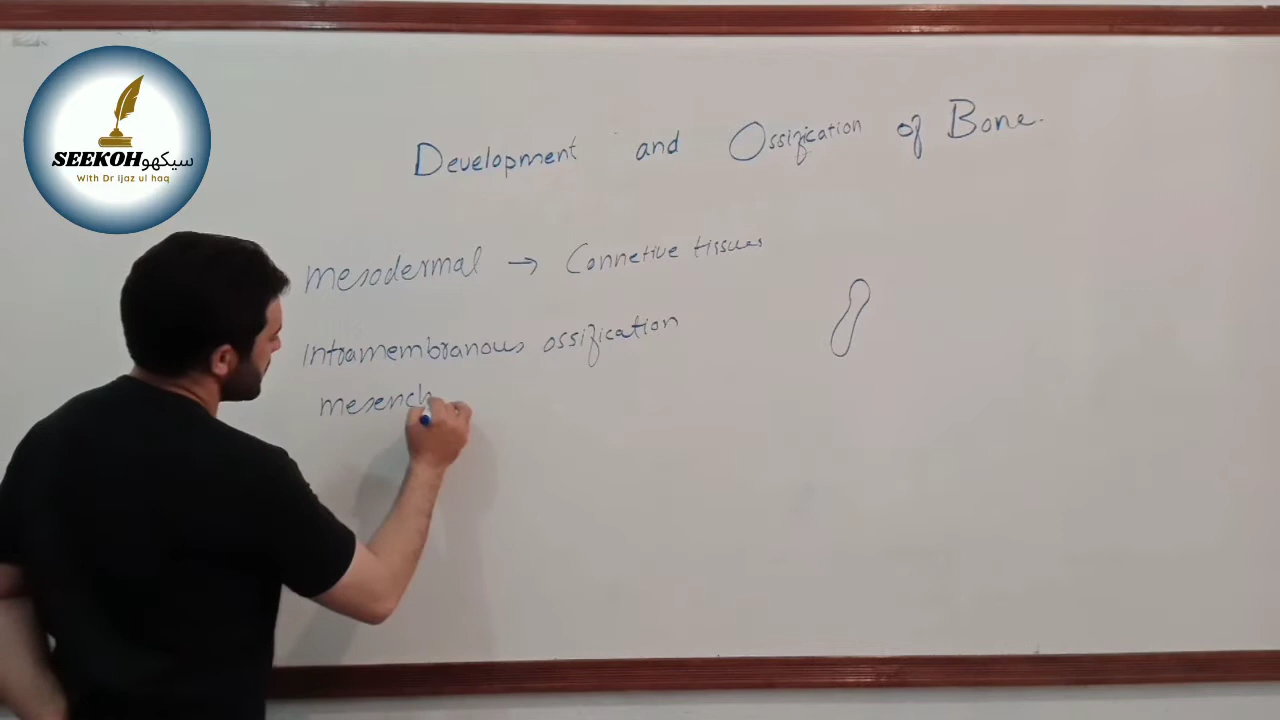 SEEKOH سیکھو
With Dr ijaz ul haq
Development and Ossification of Bone.
Mesodermal → Connetive tissues
Intramembranous ossification
mesench